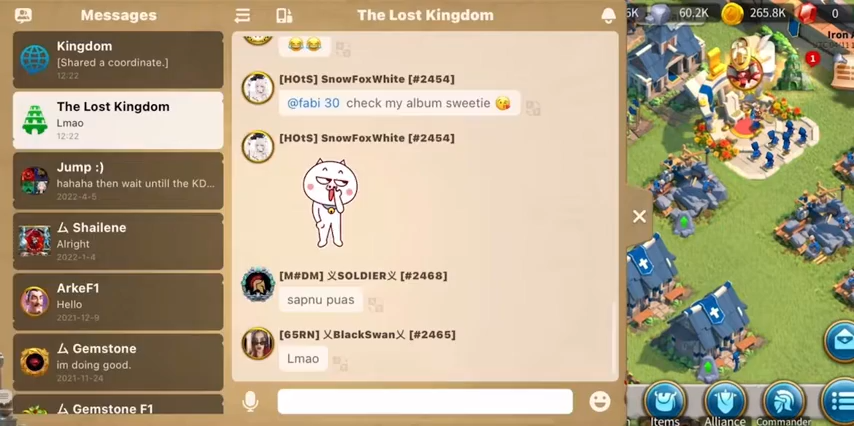 Messages
The Lost Kingdom
Kingdom
[Shared a coordinate.]
12:22
The Lost Kingdom
Lmao
12:22
Jump :)
hahaha then wait untill the KD...
2022-4-5
ム Shailene
Alright
2022-1-4
ArkeF1
Hello
2021-12-9
ム Gemstone
im doing good.
2021-11-24
ム Gemstone F1
[HOtS] SnowFoxWhite [#2454]
@fabi 30 check my album sweetie 😘
[HOtS] SnowFoxWhite [#2454]
[M#DM] 乂SOLDIER乂 [#2468]
sapnu puas
[65RN] 乂BlackSwan乂 [#2465]
Lmao
5K
60.2K
265.8K
0
Iron A
1
Items
Alliance
Commander